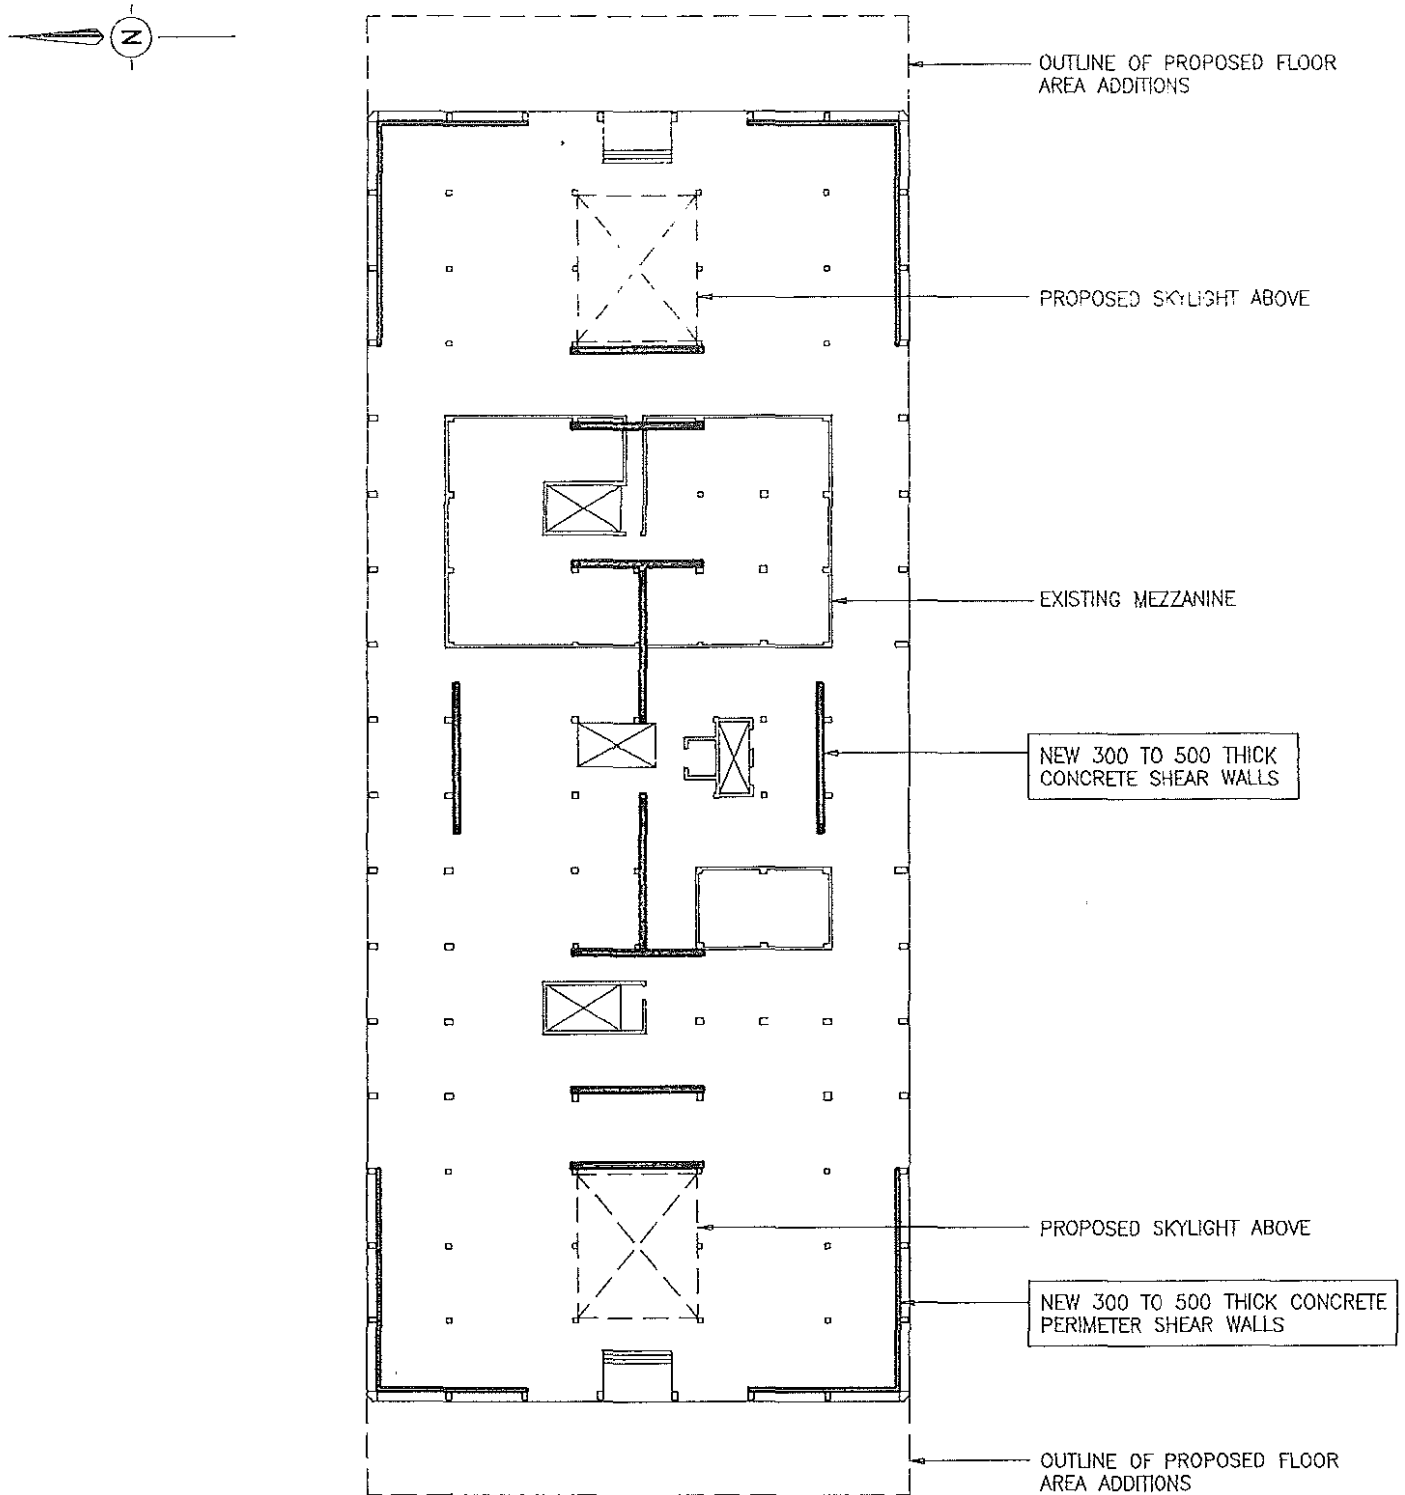 N
OUTLINE OF PROPOSED FLOOR
AREA ADDITIONS
PROPOSED SKYLIGHT ABOVE
EXISTING MEZZANINE
NEW 300 TO 500 THICK
CONCRETE SHEAR WALLS
PROPOSED SKYLIGHT ABOVE
NEW 300 TO 500 THICK CONCRETE
PERIMETER SHEAR WALLS
OUTLINE OF PROPOSED FLOOR
AREA ADDITIONS